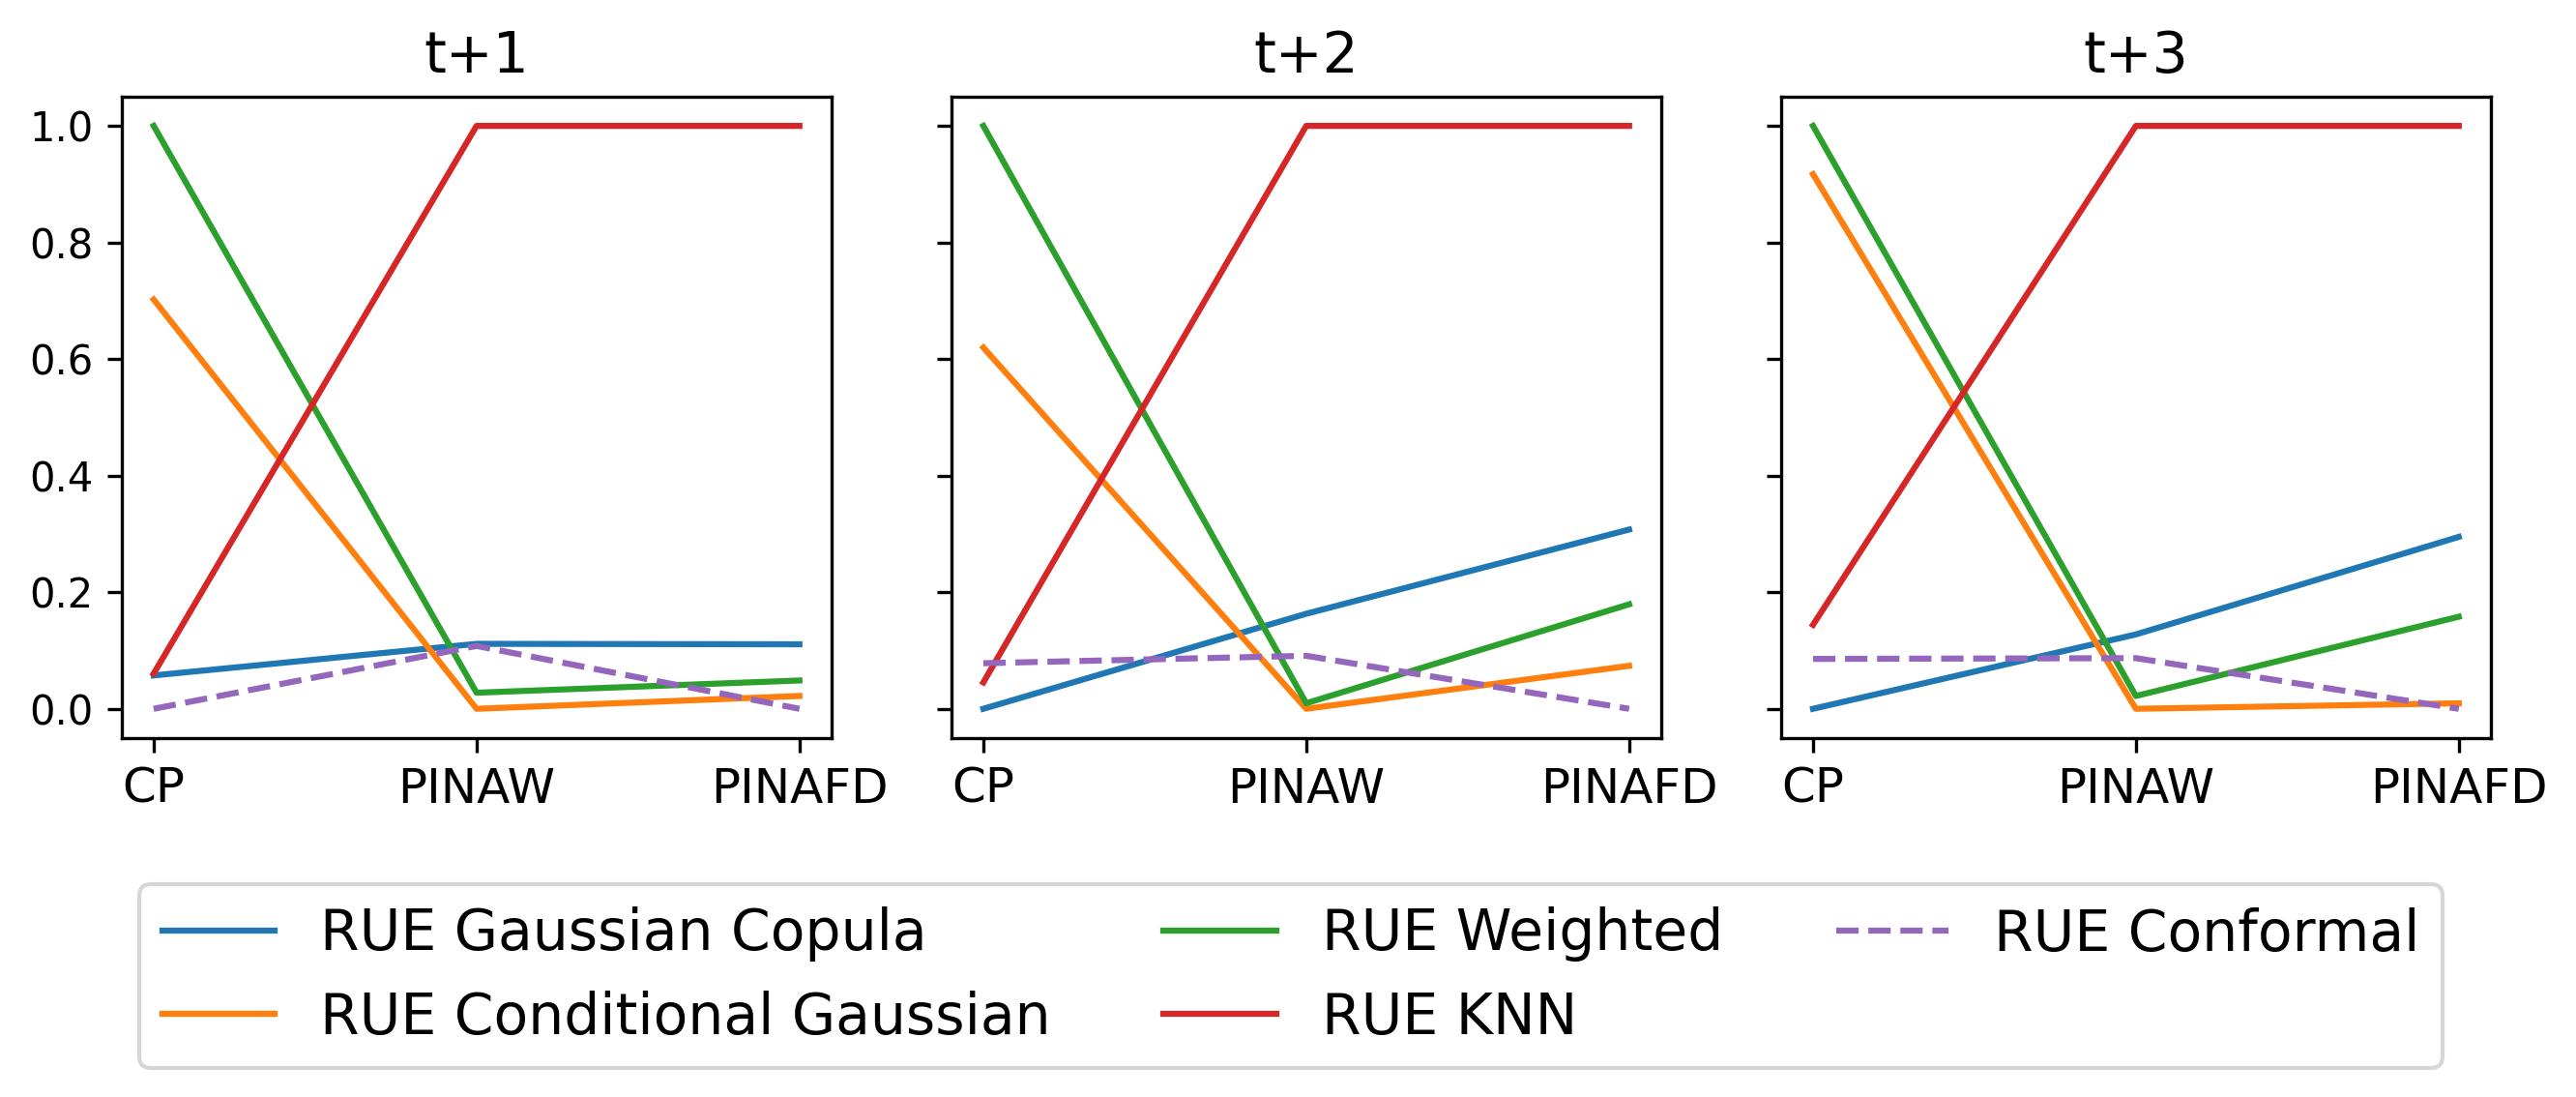 t+1 t+2 t+3
1.0
0.8
0.6
0.4
0.2
0.0
CP PINAW PINAFD CP PINAW PINAFD CP PINAW PINAFD
RUE Gaussian Copula RUE Weighted RUE Conformal
RUE Conditional Gaussian RUE KNN